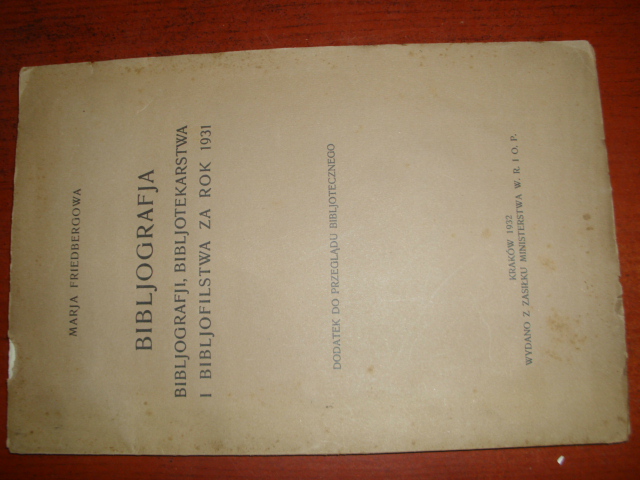 MARJA FRIEDBERGOWA
BIBLJOGRAFJA
BIBLJOGRAFJI, BIBLJOTEKARSTWA
I BIBLJOFILSTWA ZA ROK 1931
DODATEK DO PRZEGLĄDU BIBLJOTECZNEGO
KRAKÓW 1932
WYDANO Z ZASIŁKU MINISTERSTWA W. R. I O. P.